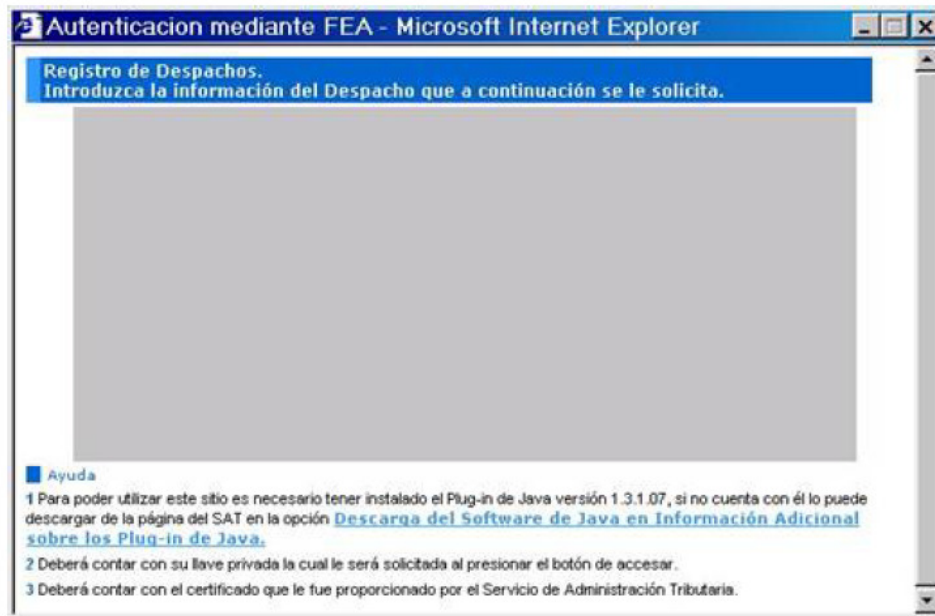 Autenticacion mediante FEA - Microsoft Internet Explorer
Registro de Despachos.
Introduzca la información del Despacho que a continuación se le solicita.
Ayuda
1 Para poder utilizar este sitio es necesario tener instalado el Plug-in de Java versión 1.3.1.07, si no cuenta con él lo puede
descargar de la página del SAT en la opción Descarga del Software de Java en Información Adicional
sobre los Plug-in de Java.
2 Deberá contar con su llave privada la cual le será solicitada al presionar el botón de accesar.
3 Deberá contar con el certificado que le fue proporcionado por el Servicio de Administración Tributaria.